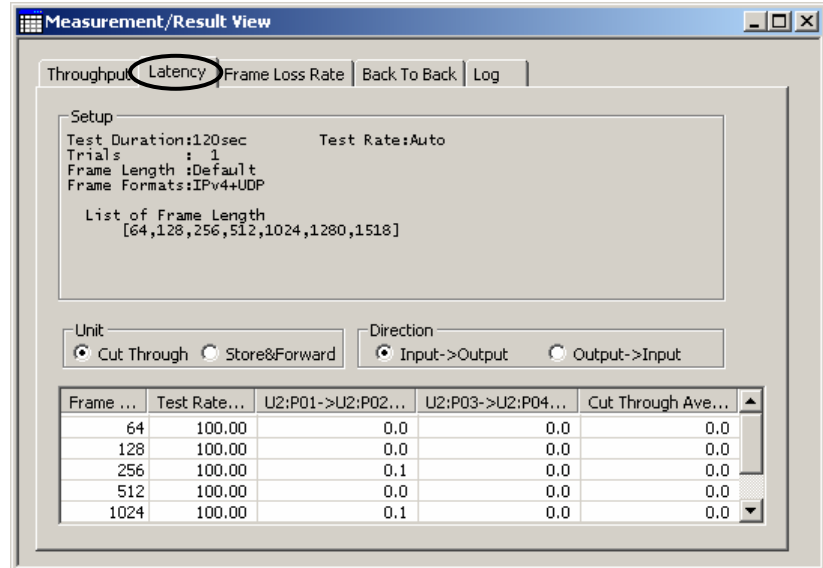 Measurement/Result View
Throughput Latency Frame Loss Rate Back To Back Log
Setup
Test Duration:120sec Test Rate:Auto
Trials : 1
Frame Length :Default
Frame Formats:IPv4+UDP
List of Frame Length
[64,128,256,512,1024,1280,1518]
Unit Direction
Cut Through Store&Forward Input->Output Output->Input
Frame ... Test Rate... U2:P01->U2:P02... U2:P03->U2:P04... Cut Through Ave...
64 100.00 0.0 0.0 0.0
128 100.00 0.0 0.0 0.0
256 100.00 0.1 0.0 0.0
512 100.00 0.0 0.0 0.0
1024 100.00 0.1 0.0 0.0